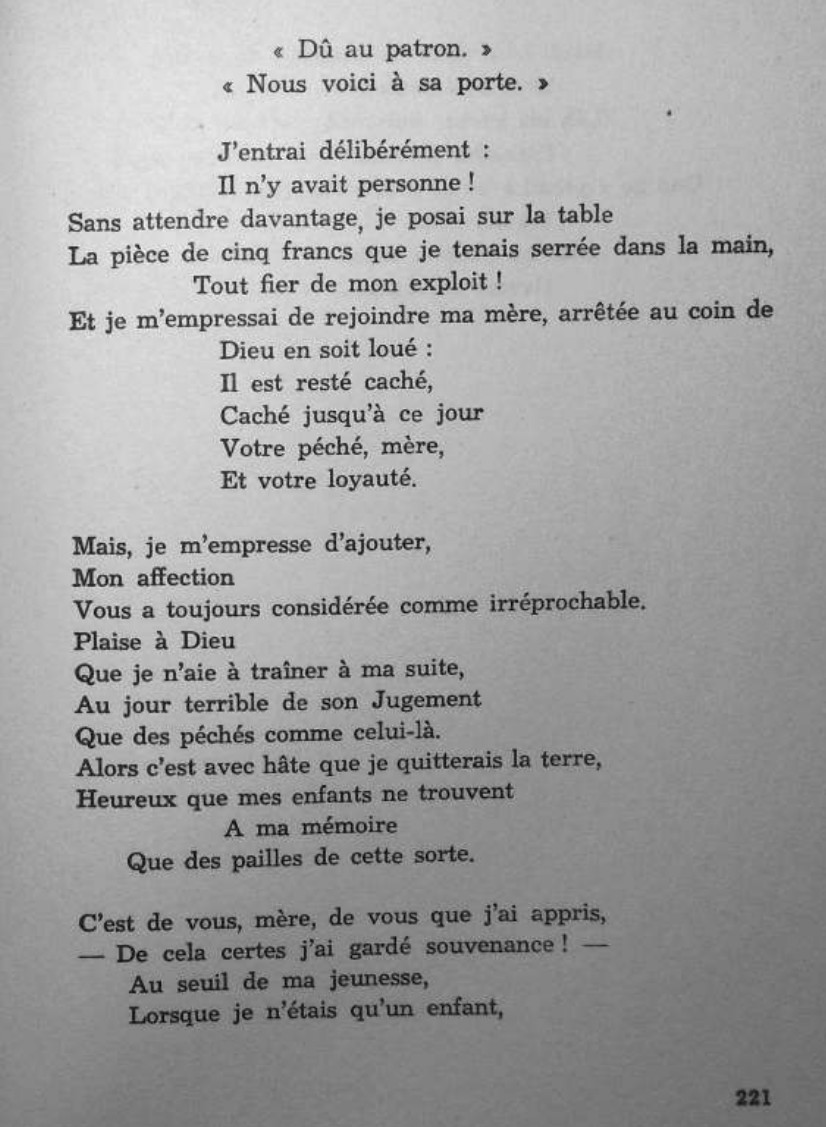 « Dû au patron. »
« Nous voici à sa porte. »
J'entrai délibérément :
Il n'y avait personne !
Sans attendre davantage, je posai sur la table
La pièce de cinq francs que je tenais serrée dans la main,
Tout fier de mon exploit !
Et je m'empressai de rejoindre ma mère, arrêtée au coin de
Dieu en soit loué :
Il est resté caché,
Caché jusqu'à ce jour
Votre péché, mère,
Et votre loyauté.
Mais, je m'empresse d'ajouter,
Mon affection
Vous a toujours considérée comme irréprochable.
Plaise à Dieu
Que je n'aie à traîner à ma suite,
Au jour terrible de son Jugement
Que des péchés comme celui-là.
Alors c'est avec hâte que je quitterais la terre,
Heureux que mes enfants ne trouvent
A ma mémoire
Que des pailles de cette sorte.
C'est de vous, mère, de vous que j'ai appris,
— De cela certes j'ai gardé souvenance ! —
Au seuil de ma jeunesse,
Lorsque je n'étais qu'un enfant,
221